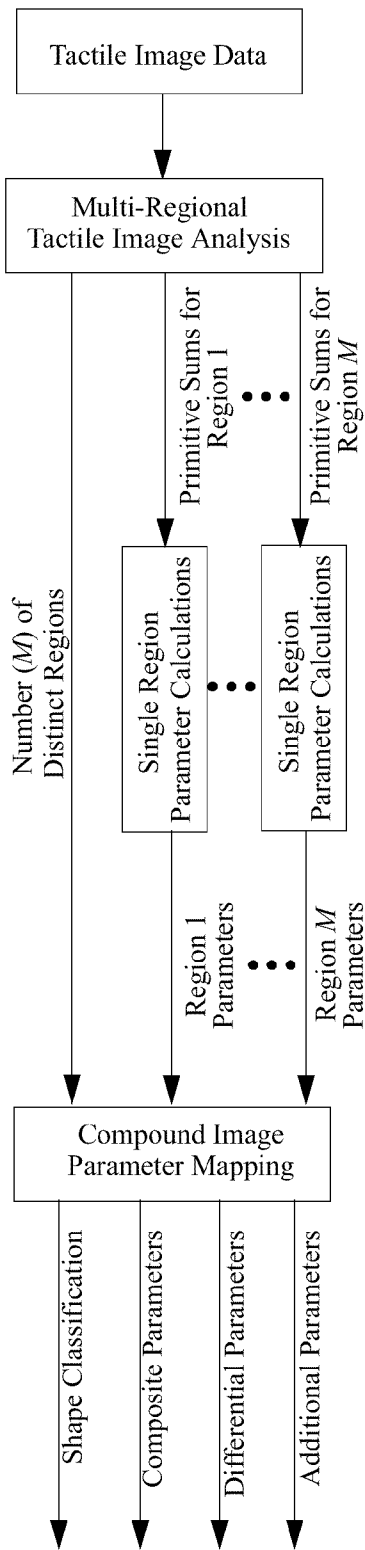 Tactile Image Data
Multi-Regional
Tactile Image Analysis
Number (M) of
Distinct Regions
Primitive Sums for
Region 1
Primitive Sums for
Region M
Single Region
Parameter Calculations
Single Region
Parameter Calculations
Region 1
Parameters
Region M
Parameters
Compound Image
Parameter Mapping
Shape Classification
Composite Parameters
Differential Parameters
Additional Parameters